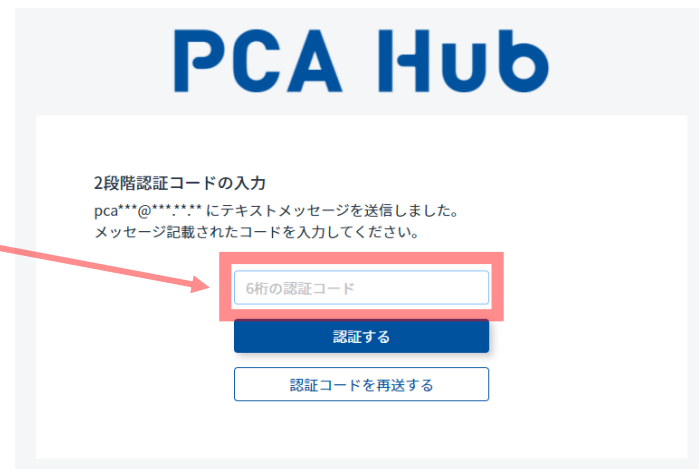 PCA Hub
2段階認証コードの入力
pca***@***.**.** にテキストメッセージを送信しました。
メッセージ記載されたコードを入力してください。
6桁の認証コード
認証する
認証コードを再送する